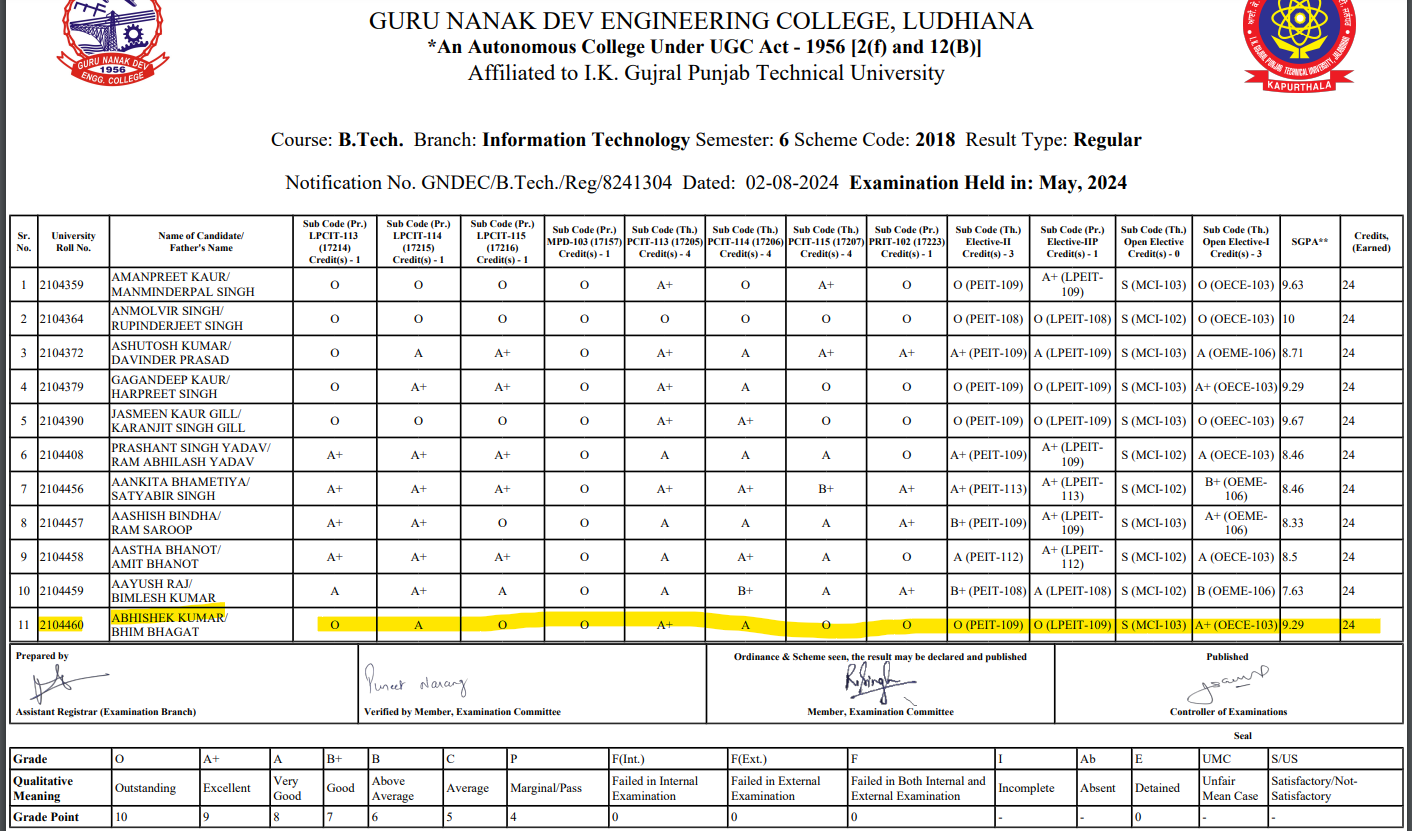 GURU NANAK DEV ENGINEERING COLLEGE, LUDHIANA
*An Autonomous College Under UGC Act - 1956 [2(f) and 12(B)]
Affiliated to I.K. Gujral Punjab Technical University
GURU NANAK DEV
1956
ENGG. COLLEGE
I.K. GUJRAL PUNJAB TECHNICAL UNIVERSITY, JALANDHAR
KAPURTHALA
Course: B.Tech. Branch: Information Technology Semester: 6 Scheme Code: 2018 Result Type: Regular
Notification No. GNDEC/B.Tech./Reg/8241304 Dated: 02-08-2024 Examination Held in: May, 2024
Sr. No. University Roll No. Name of Candidate/ Father's Name Sub Code (Pr.) LPCIT-113 (17214) Credit(s) - 1 Sub Code (Pr.) LPCIT-114 (17215) Credit(s) - 1 Sub Code (Pr.) LPCIT-115 (17216) Credit(s) - 1 Sub Code (Pr.) MPD-103 (17157) Credit(s) - 1 Sub Code (Th.) PCIT-113 (17205) Credit(s) - 4 Sub Code (Th.) PCIT-114 (17206) Credit(s) - 4 Sub Code (Th.) PCIT-115 (17207) Credit(s) - 4 Sub Code (Pr.) PRIT-102 (17223) Credit(s) - 1 Sub Code (Th.) Elective-II Credit(s) - 3 Sub Code (Pr.) Elective-IIP Credit(s) - 1 Sub Code (Th.) Open Elective Credit(s) - 0 Sub Code (Th.) Open Elective-I Credit(s) - 3 SGPA** Credits, (Earned)
1 2104359 AMANPREET KAUR/ MANMINDERPAL SINGH O O O O A+ O A+ O O (PEIT-109) A+ (LPEIT-109) S (MCI-103) O (OECE-103) 9.63 24
2 2104364 ANMOLVIR SINGH/ RUPINDERJEET SINGH O O O O O O O O O (PEIT-108) O (LPEIT-108) S (MCI-102) O (OECE-103) 10 24
3 2104372 ASHUTOSH KUMAR/ DAVINDER PRASAD O A A+ O A+ A A+ A+ A+ (PEIT-109) A (LPEIT-109) S (MCI-103) A (OEME-106) 8.71 24
4 2104379 GAGANDEEP KAUR/ HARPREET SINGH O A+ A+ O A+ A O O O (PEIT-109) O (LPEIT-109) S (MCI-103) A+ (OECE-103) 9.29 24
5 2104390 JASMEEN KAUR GILL/ KARANJIT SINGH GILL O O O O A+ A+ O O O (PEIT-109) O (LPEIT-109) S (MCI-103) O (OEEC-103) 9.67 24
6 2104408 PRASHANT SINGH YADAV/ RAM ABHILASH YADAV A+ A+ A+ O A A A O A+ (PEIT-109) A+ (LPEIT-109) S (MCI-102) A (OECE-103) 8.46 24
7 2104456 AANKITA BHAMETIYA/ SATYABIR SINGH A+ A+ A+ O A+ A+ B+ A+ A+ (PEIT-113) A+ (LPEIT-113) S (MCI-102) B+ (OEME-106) 8.46 24
8 2104457 AASHISH BINDHA/ RAM SAROOP A+ A+ O O A A A A+ B+ (PEIT-109) A+ (LPEIT-109) S (MCI-103) A+ (OEME-106) 8.33 24
9 2104458 AASTHA BHANOT/ AMIT BHANOT A+ A+ A+ O A A+ A O A (PEIT-112) A+ (LPEIT-112) S (MCI-102) A (OECE-103) 8.5 24
10 2104459 AAYUSH RAJ/ BIMLESH KUMAR A A+ A O A B+ A A+ B+ (PEIT-108) A (LPEIT-108) S (MCI-102) B (OEME-106) 7.63 24
11 2104460 ABHISHEK KUMAR/ BHIM BHAGAT O A O O A+ A O O O (PEIT-109) O (LPEIT-109) S (MCI-103) A+ (OECE-103) 9.29 24
Prepared by
Assistant Registrar (Examination Branch)
Puneet Narang
Verified by Member, Examination Committee
Ordinance & Scheme seen, the result may be declared and published
Member, Examination Committee
Published
Controller of Examinations
Seal
Grade O A+ A B+ B C P F(Int.) F(Ext.) F I Ab E UMC S/US
Qualitative Meaning Outstanding Excellent Very Good Good Above Average Average Marginal/Pass Failed in Internal Examination Failed in External Examination Failed in Both Internal and External Examination Incomplete Absent Detained Unfair Mean Case Satisfactory/Not-Satisfactory
Grade Point 10 9 8 7 6 5 4 0 0 0 - - 0 - -